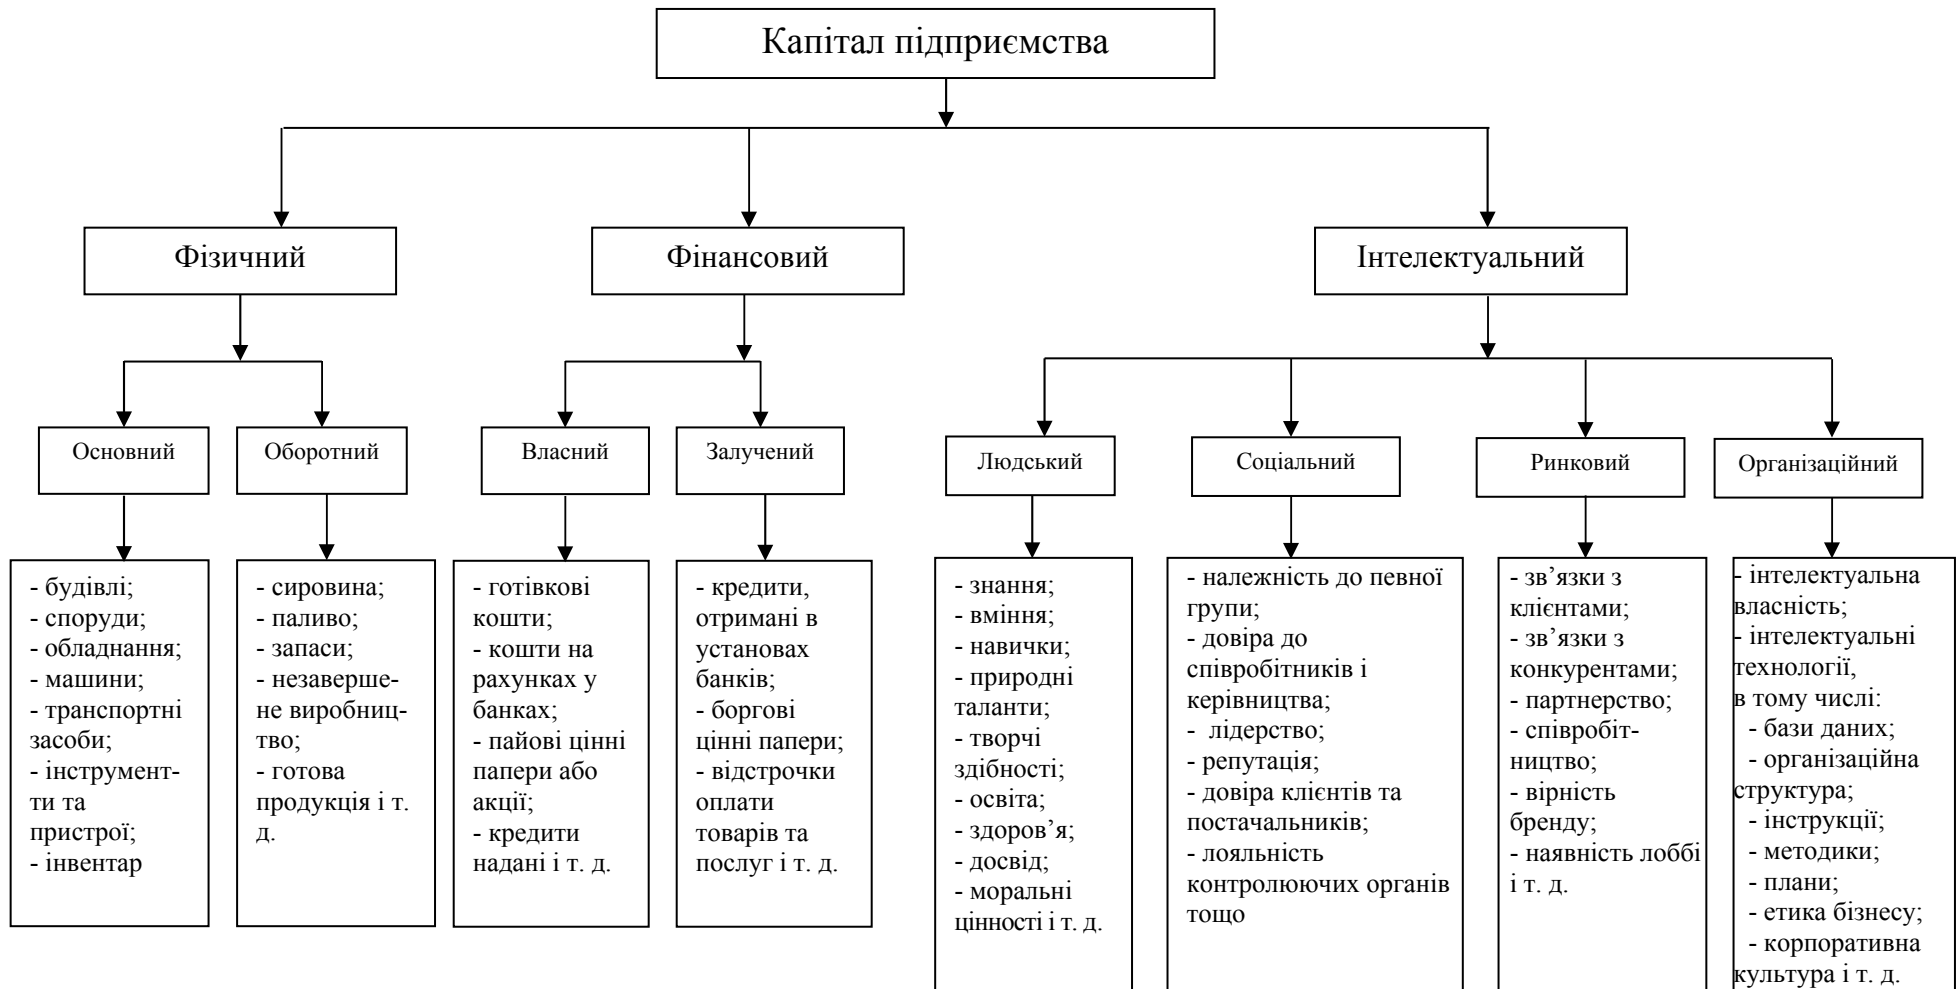 Капітал підприємства
Фізичний
Фінансовий
Інтелектуальний
Основний
Оборотний
Власний
Залучений
Людський
Соціальний
Ринковий
Організаційний
- будівлі;
- споруди;
- обладнання;
- машини;
- транспортні
засоби;
- інструмент-
ти та
пристрої;
- інвентар
- сировина;
- паливо;
- запаси;
- незаверше-
не виробниц-
тво;
- готова
продукція і т.
д.
- готівкові
кошти;
- кошти на
рахунках у
банках;
- пайові цінні
папери або
акції;
- кредити
надані і т. д.
- кредити,
отримані в
установах
банків;
- боргові
цінні папери;
- відстрочки
оплати
товарів та
послуг і т. д.
- знання;
- вміння;
- навички;
- природні
таланти;
- творчі
здібності;
- освіта;
- здоров’я;
- досвід;
- моральні
цінності і т. д.
- належність до певної
групи;
- довіра до
співробітників і
керівництва;
- лідерство;
- репутація;
- довіра клієнтів та
постачальників;
- лояльність
контролюючих органів
тощо
- зв’язки з
клієнтами;
- зв’язки з
конкурентами;
- партнерство;
- співробіт-
ництво;
- вірність
бренду;
- наявність лоббі
і т. д.
- інтелектуальна
власність;
- інтелектуальні
технології,
в тому числі:
- бази даних;
- організаційна
структура;
- інструкції;
- методики;
- плани;
- етика бізнесу;
- корпоративна
культура і т. д.